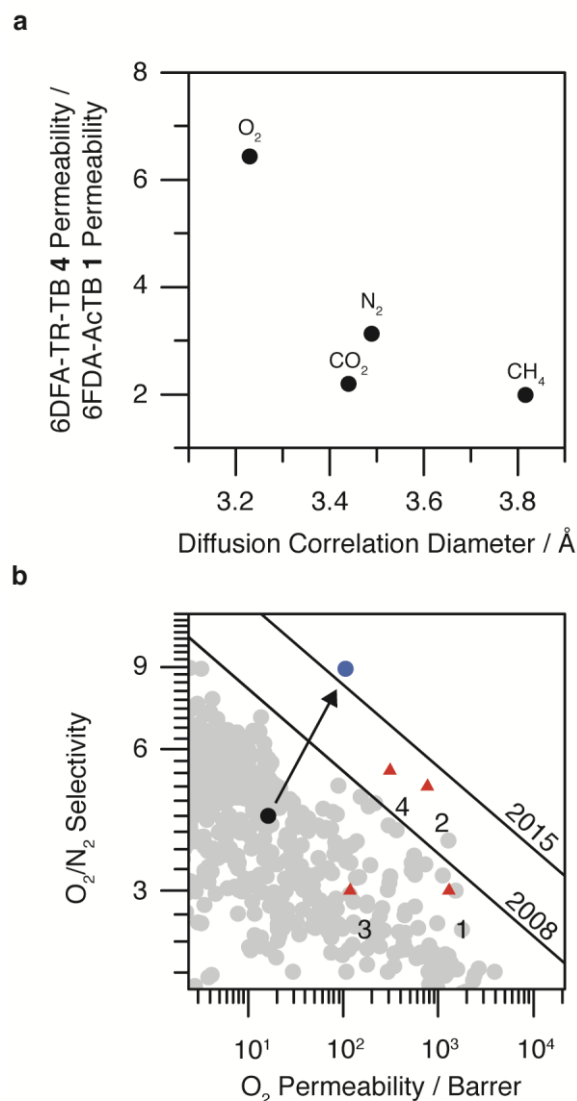 a
6DFA-TR-TB 4 Permeability /
6FDA-AcTB 1 Permeability
8
6
4
2
O₂
N₂
CO₂
CH₄
3.2 3.4 3.6 3.8
Diffusion Correlation Diameter / Å
b
O₂/N₂ Selectivity
9
6
3
4
2
3
1
2015
2008
10¹ 10² 10³ 10⁴
O₂ Permeability / Barrer